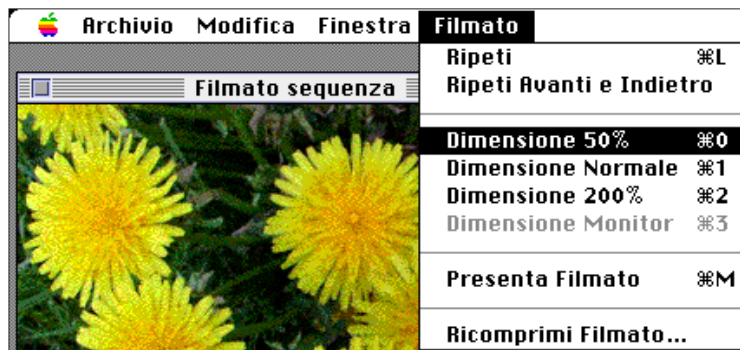 Archivio Modifica Finestra Filmato
Ripeti ⌘L
Ripeti Avanti e Indietro
Filmato sequenza
Dimensione 50% ⌘0
Dimensione Normale ⌘1
Dimensione 200% ⌘2
Dimensione Monitor ⌘3
Presenta Filmato ⌘M
Ricomprimi Filmato...